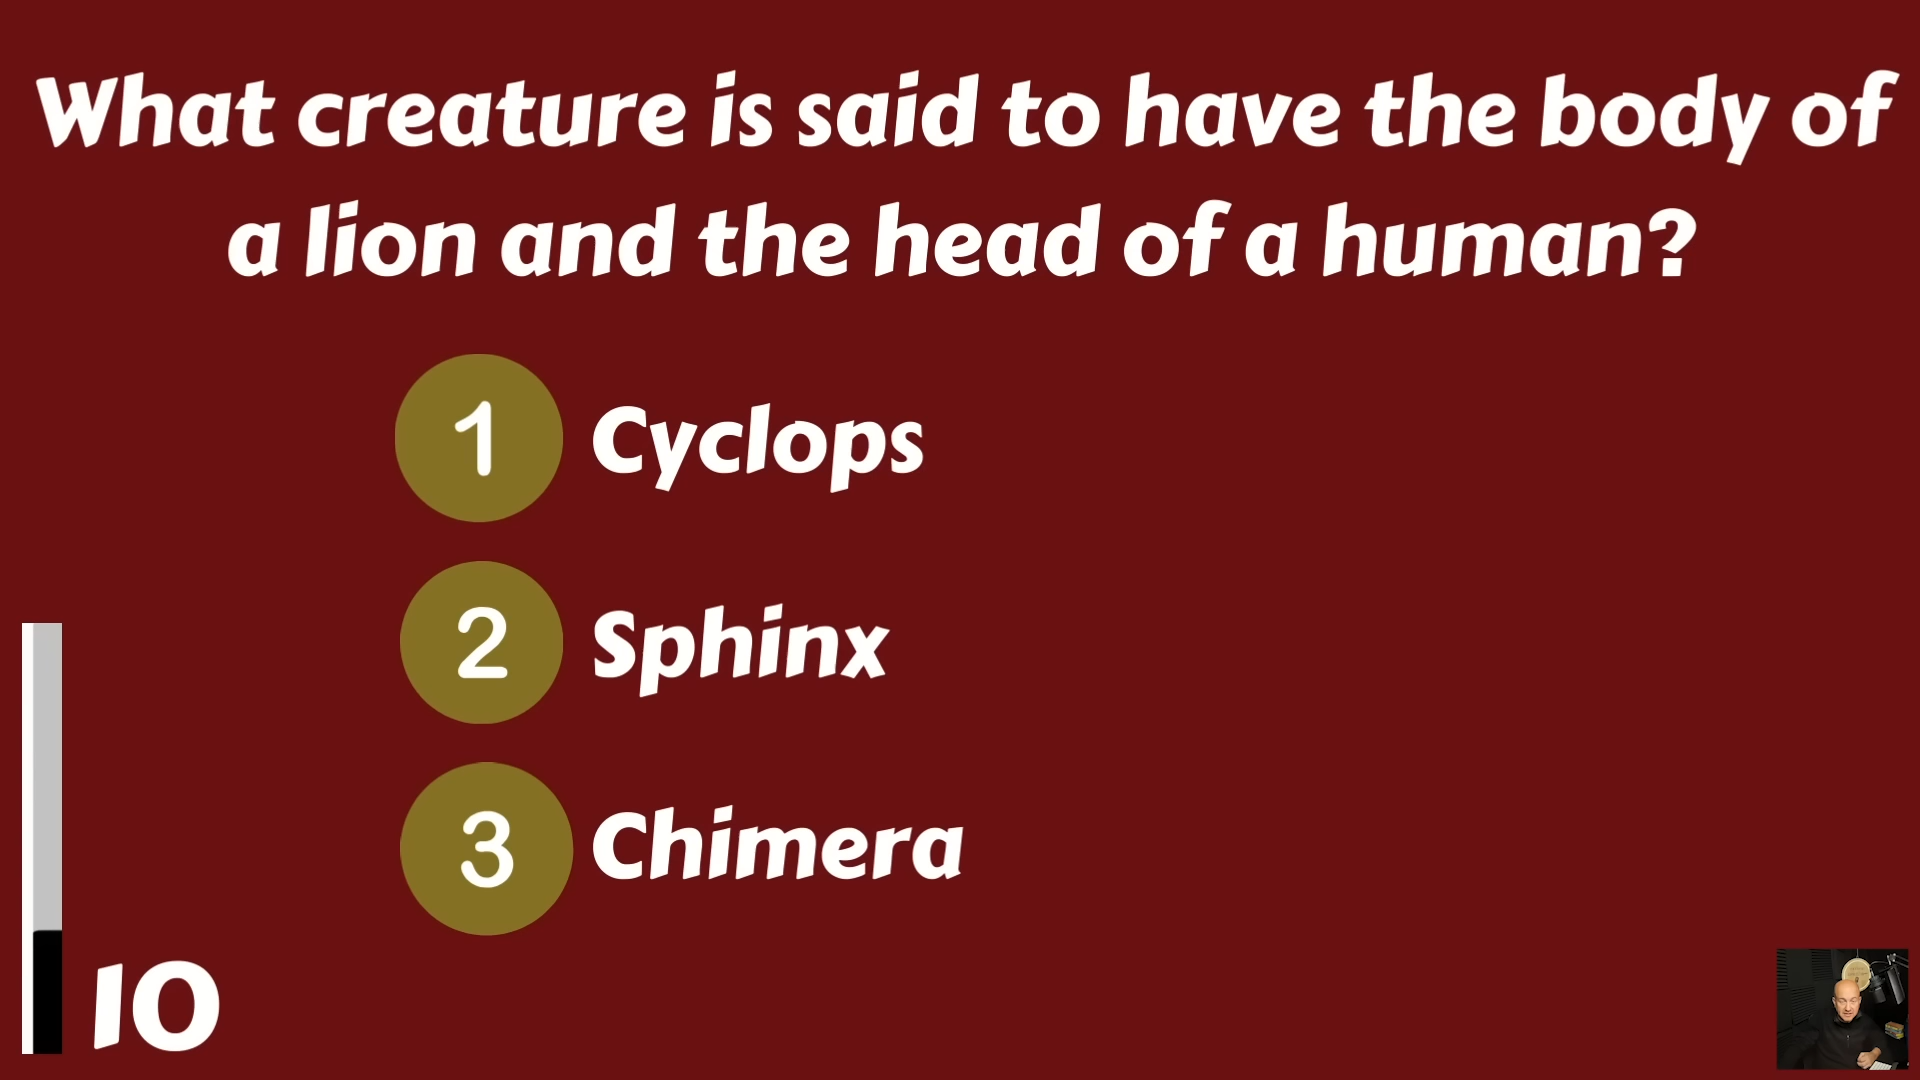 What creature is said to have the body of
a lion and the head of a human?
1 Cyclops
2 Sphinx
3 Chimera
10